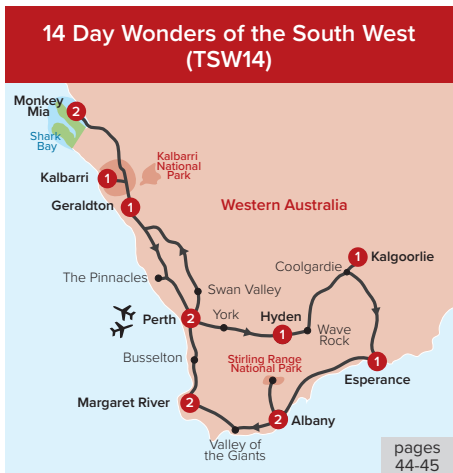 14 Day Wonders of the South West
(TSW14)
Monkey
Mia
2
Shark
Bay
Kalbarri
National
Park
Kalbarri
1
Geraldton
1
Western Australia
The Pinnacles
Swan Valley
Coolgardie
1
Kalgoorlie
Perth
2
York
Hyden
1
Wave
Rock
Busselton
Stirling Range
National Park
1
Esperance
Margaret River
2
2
Albany
Valley of
the Giants
pages
44-45